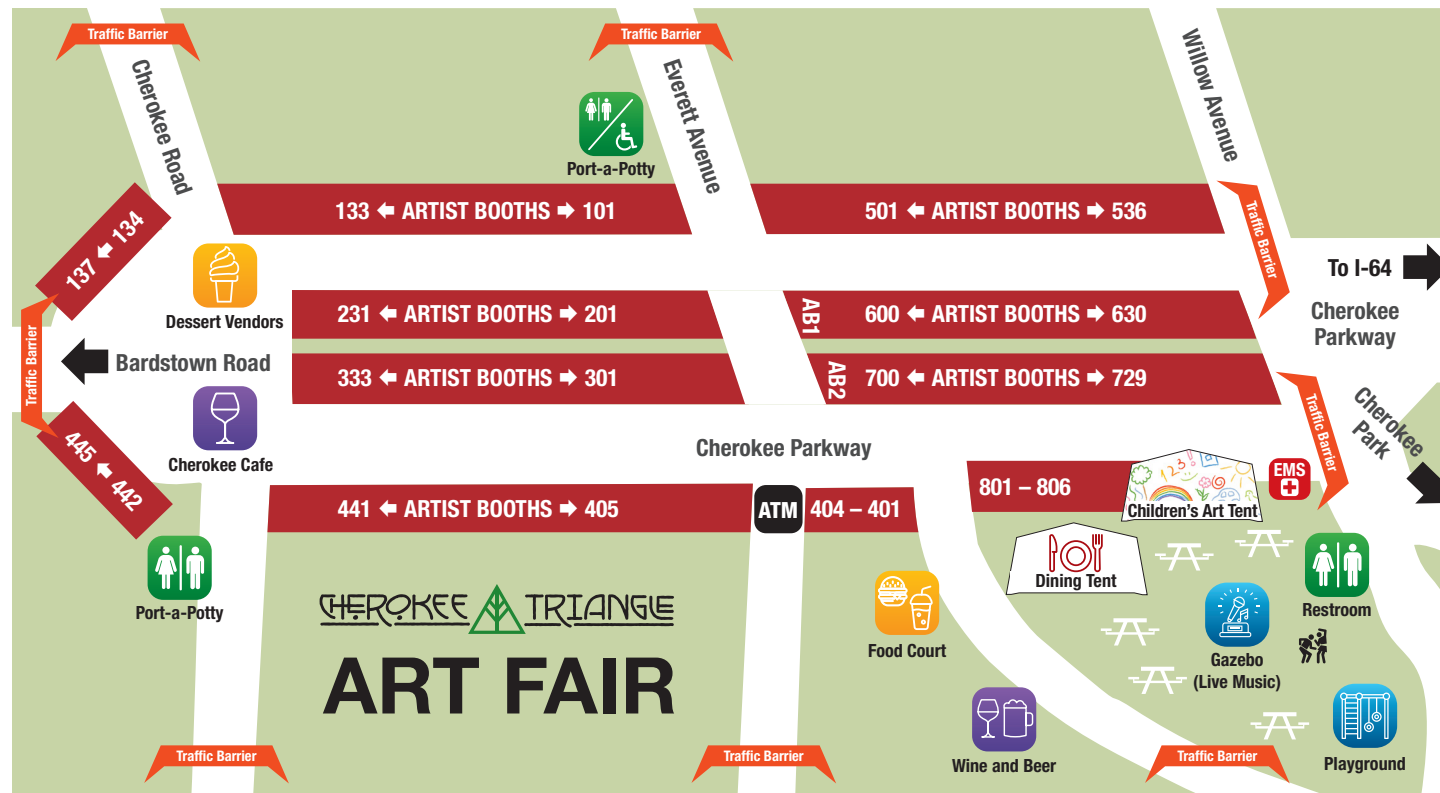 Traffic Barrier
Traffic Barrier
Cherokee Road
Everett Avenue
Willow Avenue
Port-a-Potty
133 ← ARTIST BOOTHS → 101
501 ← ARTIST BOOTHS → 536
137 ← 134
Traffic Barrier
To I-64
Cherokee
Parkway
Dessert Vendors
231 ← ARTIST BOOTHS → 201
AB1
600 ← ARTIST BOOTHS → 630
Traffic Barrier
Bardstown Road
333 ← ARTIST BOOTHS → 301
AB2
700 ← ARTIST BOOTHS → 729
Traffic Barrier
Cherokee
Park
Cherokee Cafe
Cherokee Parkway
445 ← 442
441 ← ARTIST BOOTHS → 405
ATM
404 – 401
801 – 806
123!
Children's Art Tent
EMS
Dining Tent
Port-a-Potty
CHEROKEE TRIANGLE
ART FAIR
Food Court
Restroom
Gazebo
(Live Music)
Wine and Beer
Playground
Traffic Barrier
Traffic Barrier
Traffic Barrier